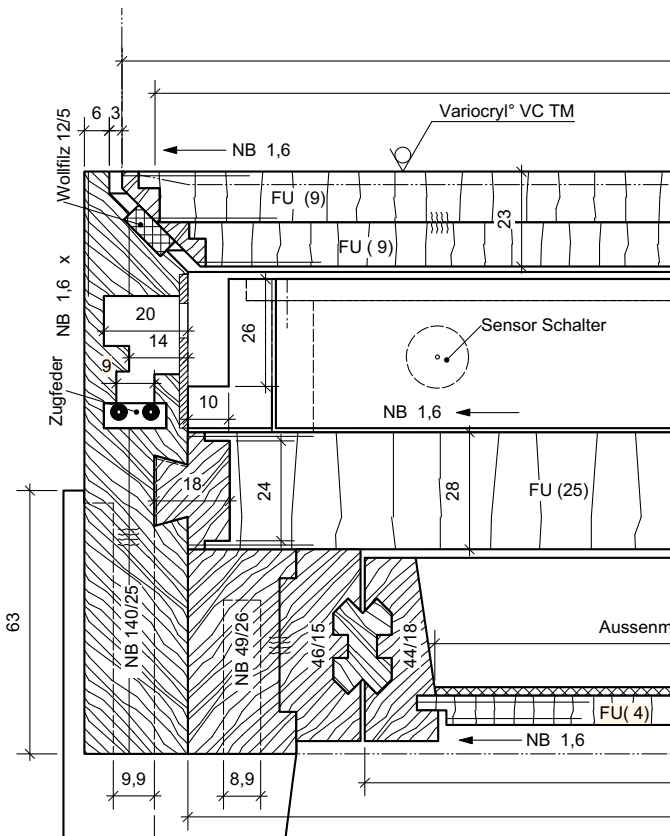 Variocryl° VC TM
6
3
Wollfilz 12/5
NB 1,6
FU (9)
23
FU ( 9)
NB 1,6 x
20
14
26
Sensor Schalter
9
Zugfeder
10
NB 1,6
18
24
28
FU (25)
63
NB 140/25
NB 49/26
46/15
44/18
Aussenm
FU( 4)
NB 1,6
9,9
8,9